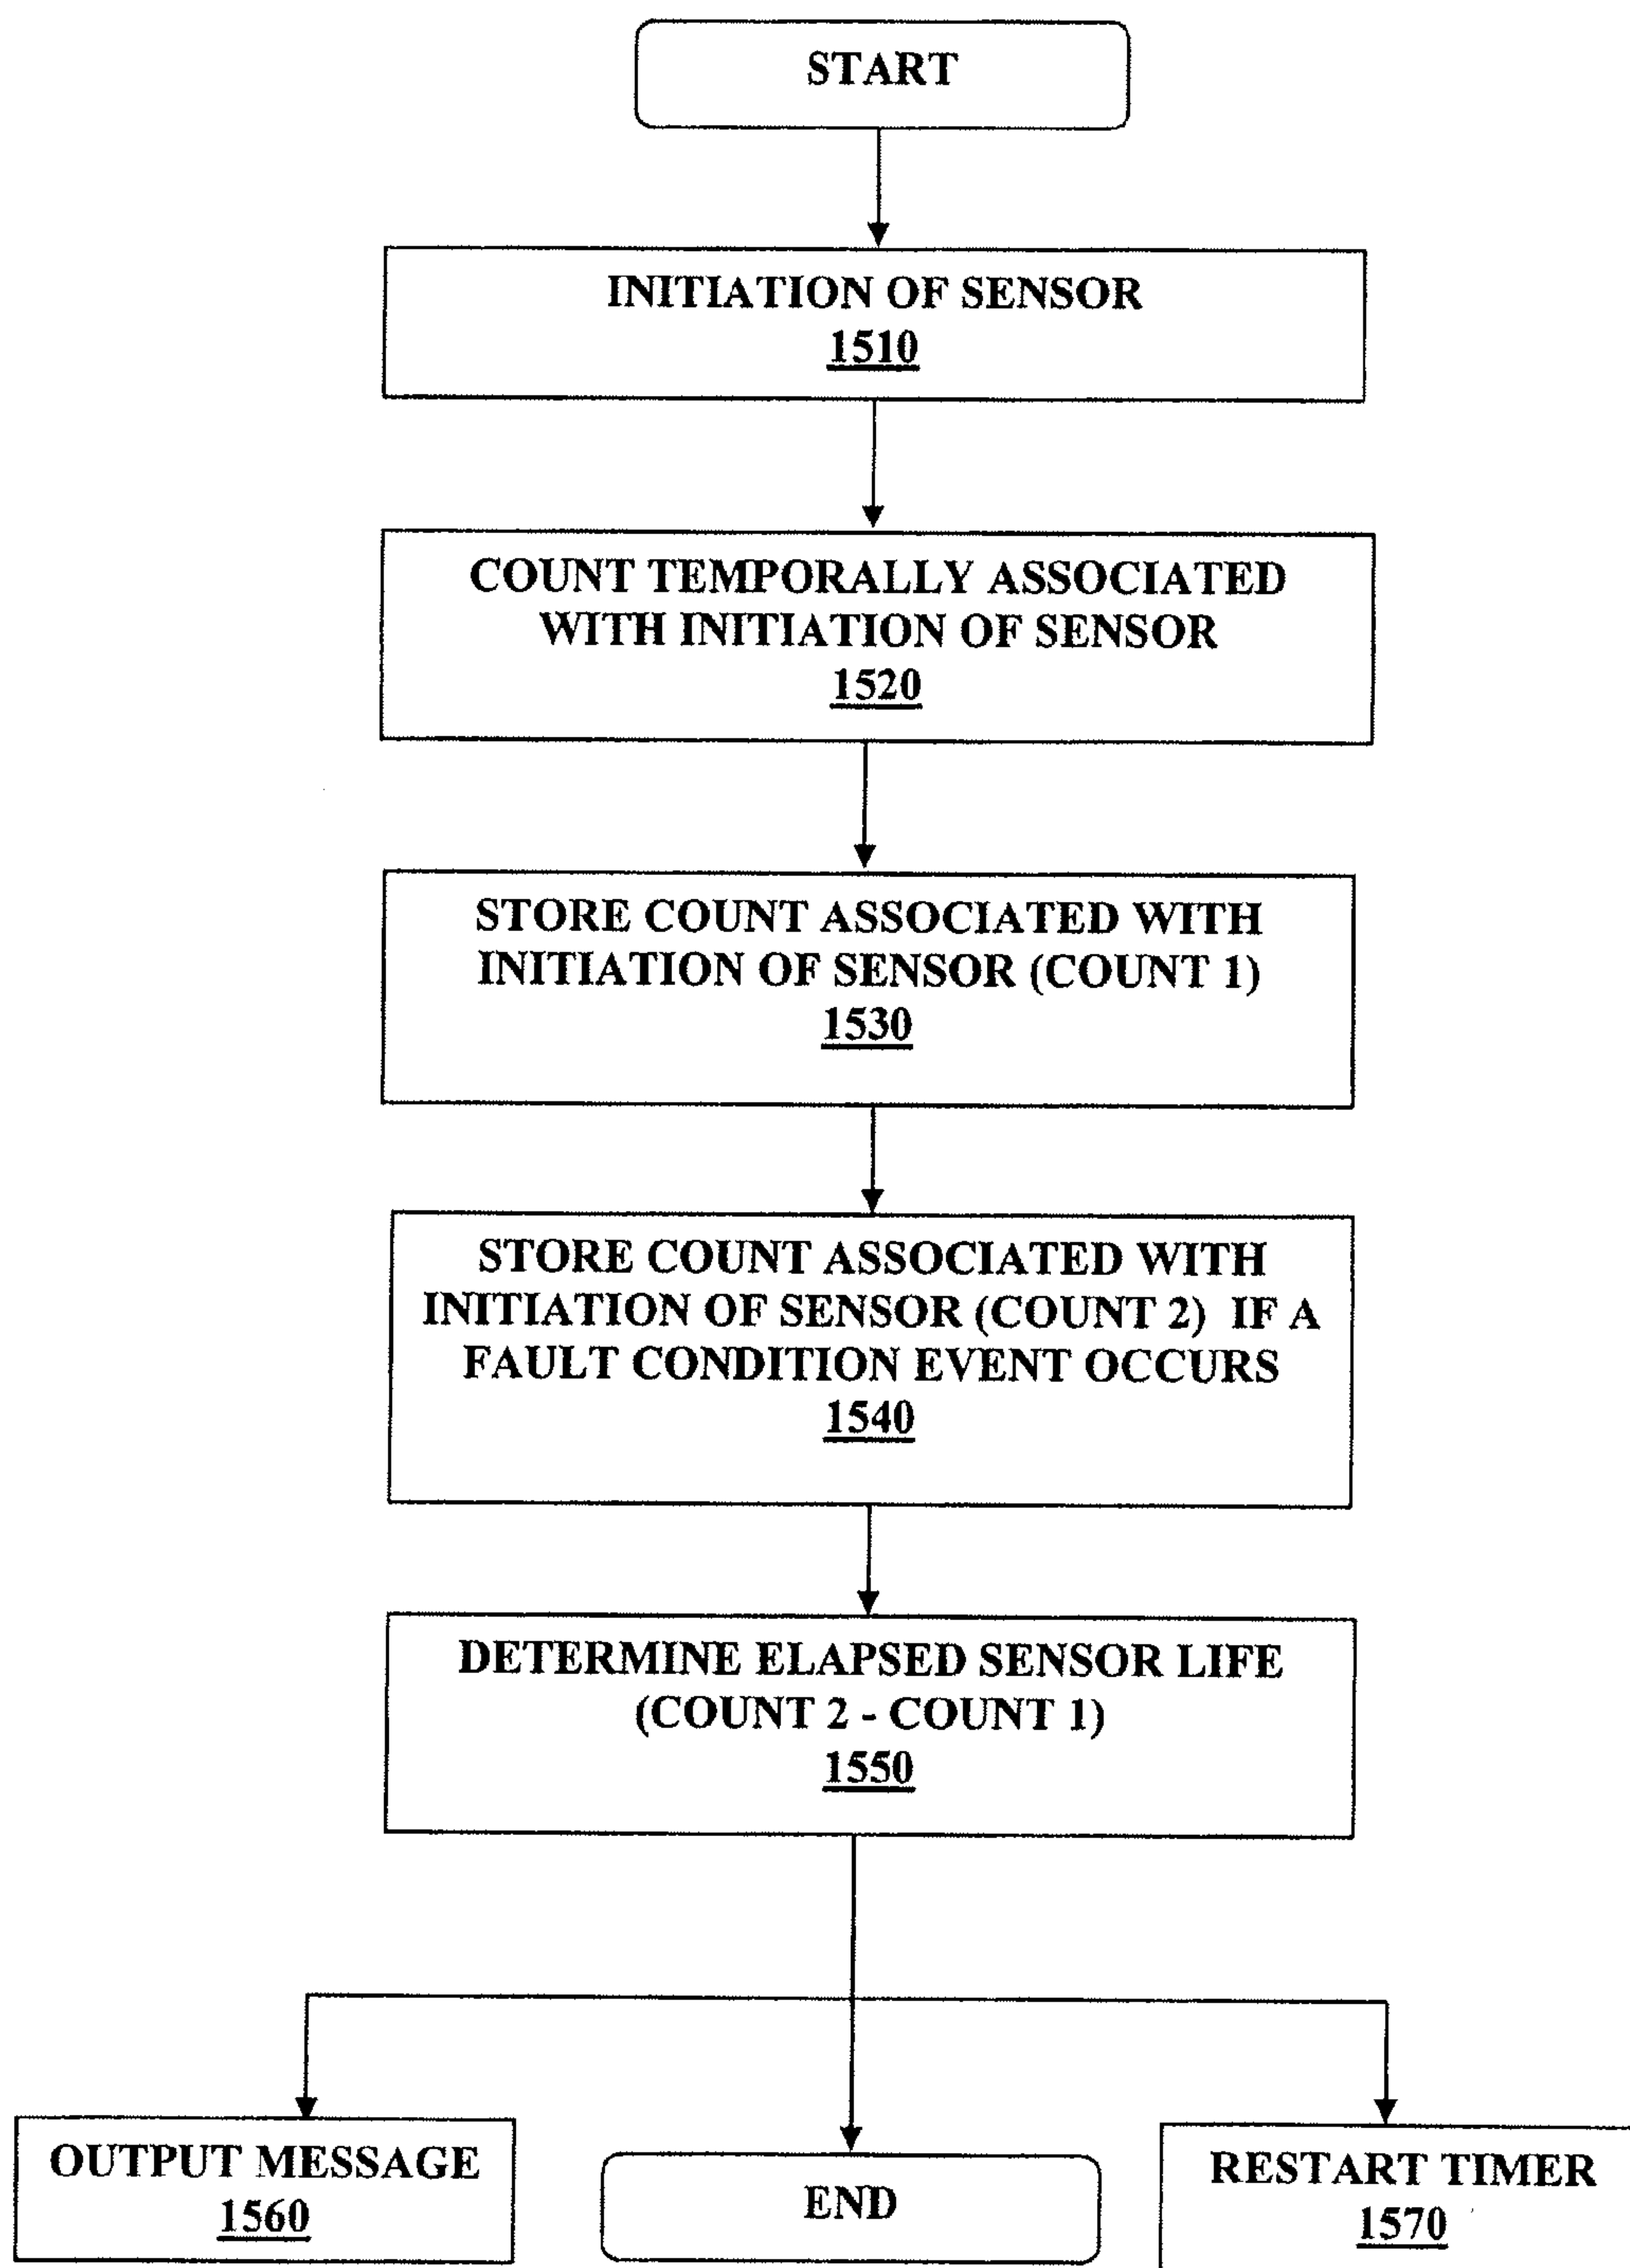 START
INITIATION OF SENSOR
1510
COUNT TEMPORALLY ASSOCIATED
WITH INITIATION OF SENSOR
1520
STORE COUNT ASSOCIATED WITH
INITIATION OF SENSOR (COUNT 1)
1530
STORE COUNT ASSOCIATED WITH
INITIATION OF SENSOR (COUNT 2) IF A
FAULT CONDITION EVENT OCCURS
1540
DETERMINE ELAPSED SENSOR LIFE
(COUNT 2 - COUNT 1)
1550
OUTPUT MESSAGE
1560
END
RESTART TIMER
1570